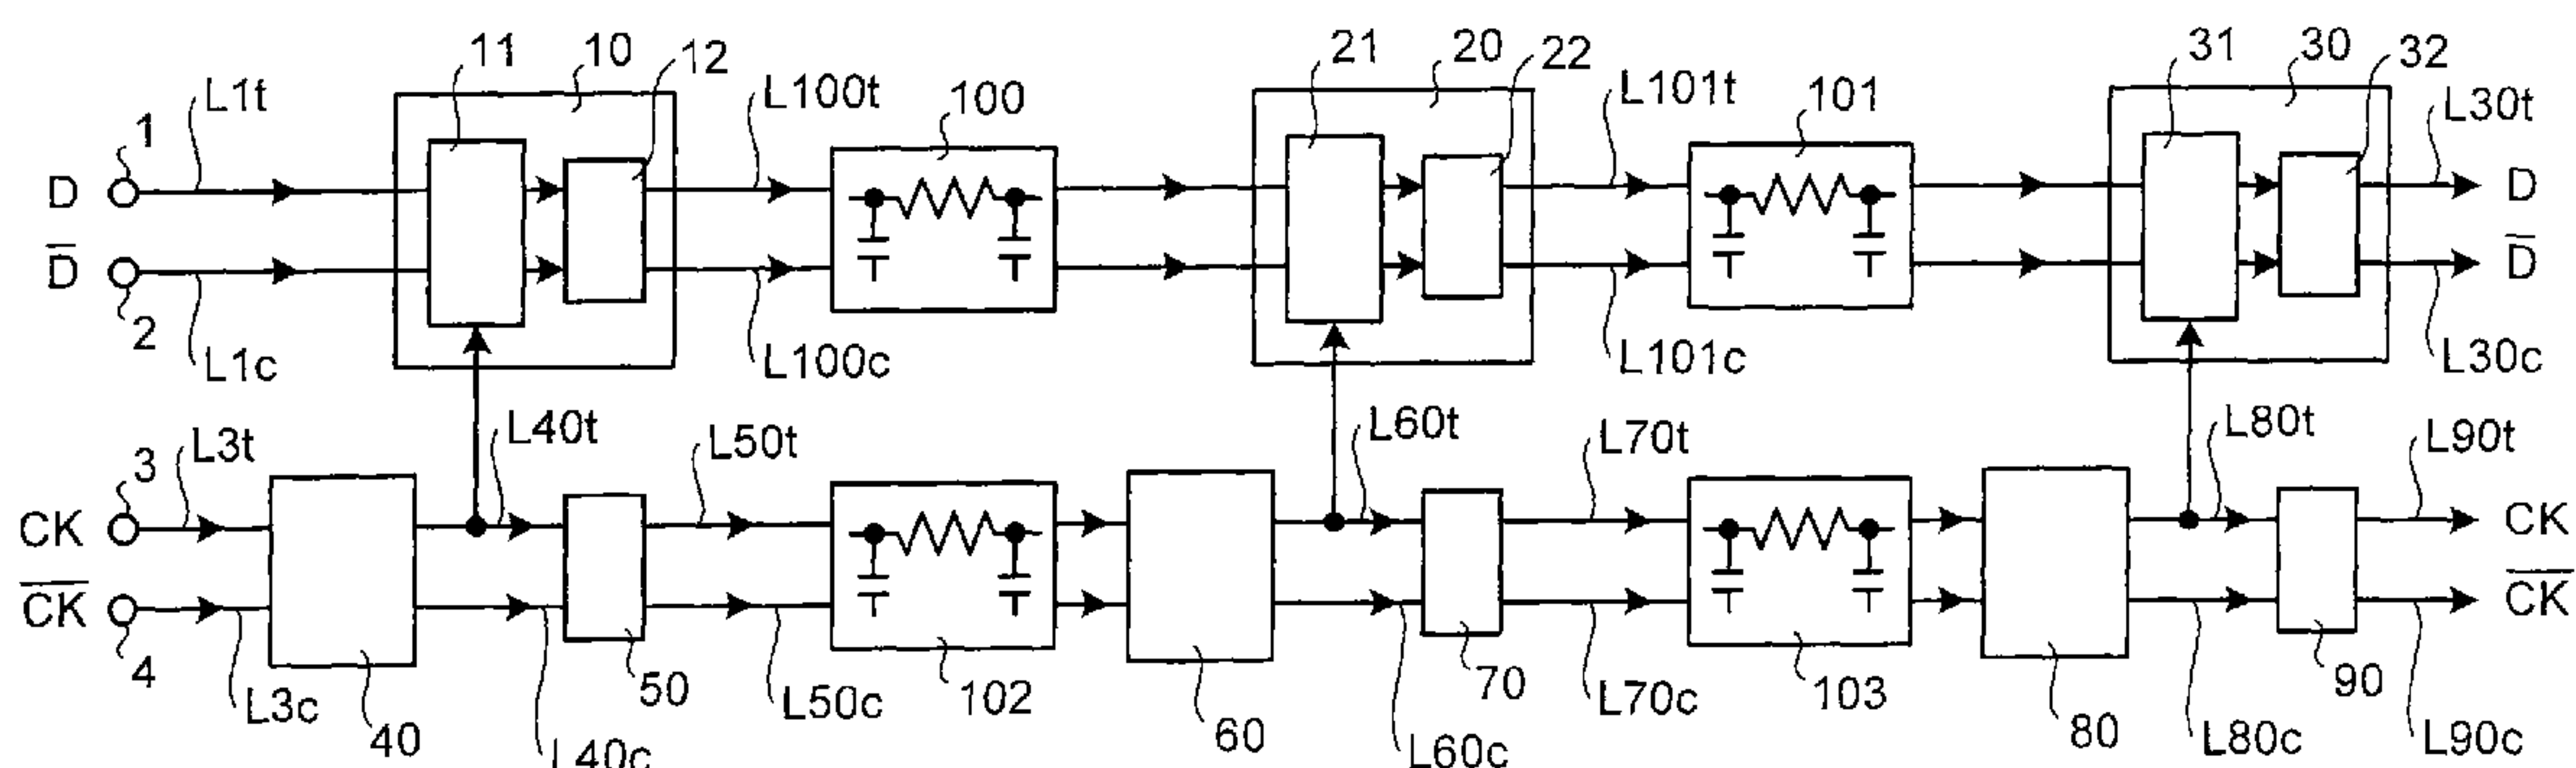 11 10 12 21 20 22 31 30 32
L1t L100t 100 L101t 101 L30t
1
D D
D̅ D̅
2
L1c L100c L101c L30c
L3t L40t L50t L60t L70t L80t L90t
3
CK CK
C̅K̅ C̅K̅
4
L3c 40 L40c 50 L50c 102 60 L60c 70 L70c 103 80 L80c 90 L90c